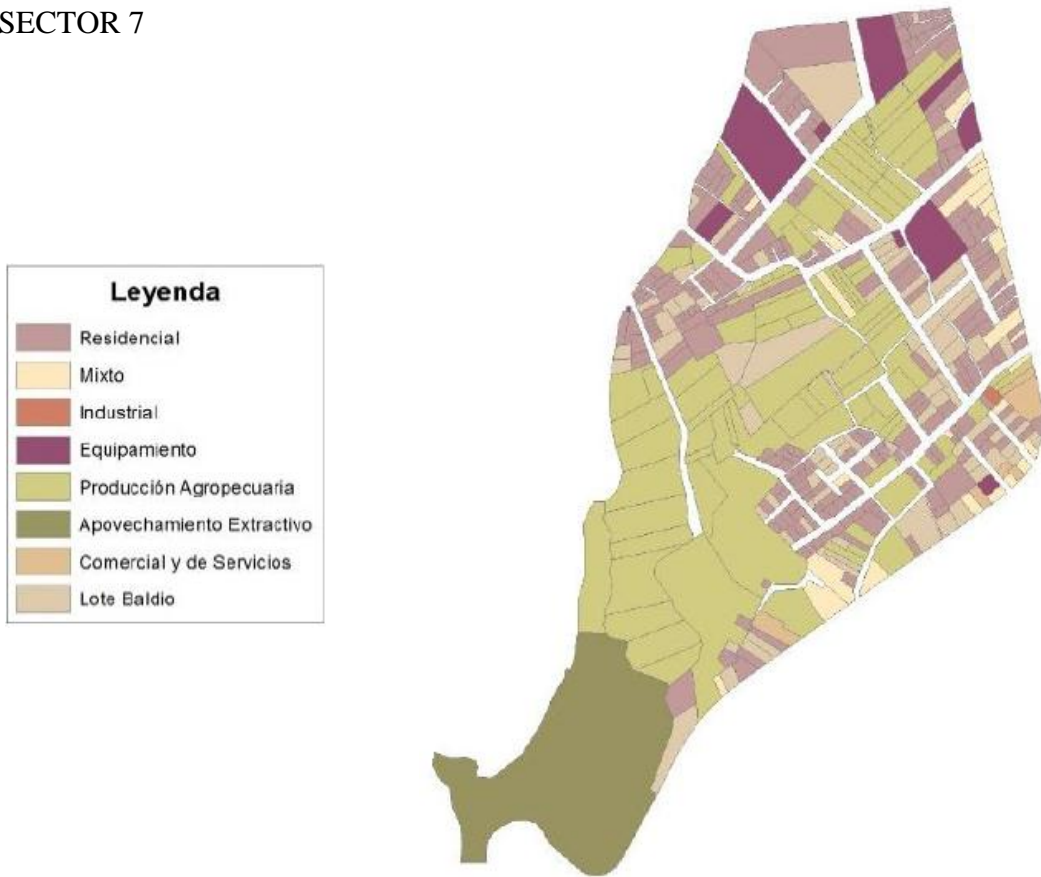 SECTOR 7
Leyenda
Residencial
Mixto
Industrial
Equipamiento
Producción Agropecuaria
Apovechamiento Extractivo
Comercial y de Servicios
Lote Baldio